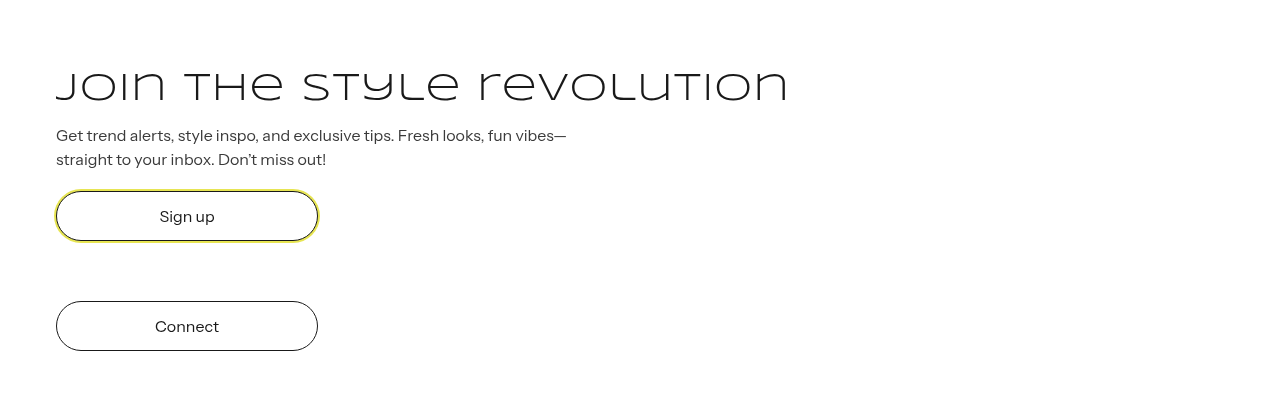 Join the style revolution
Get trend alerts, style inspo, and exclusive tips. Fresh looks, fun vibes—
straight to your inbox. Don’t miss out!
Sign up
Connect